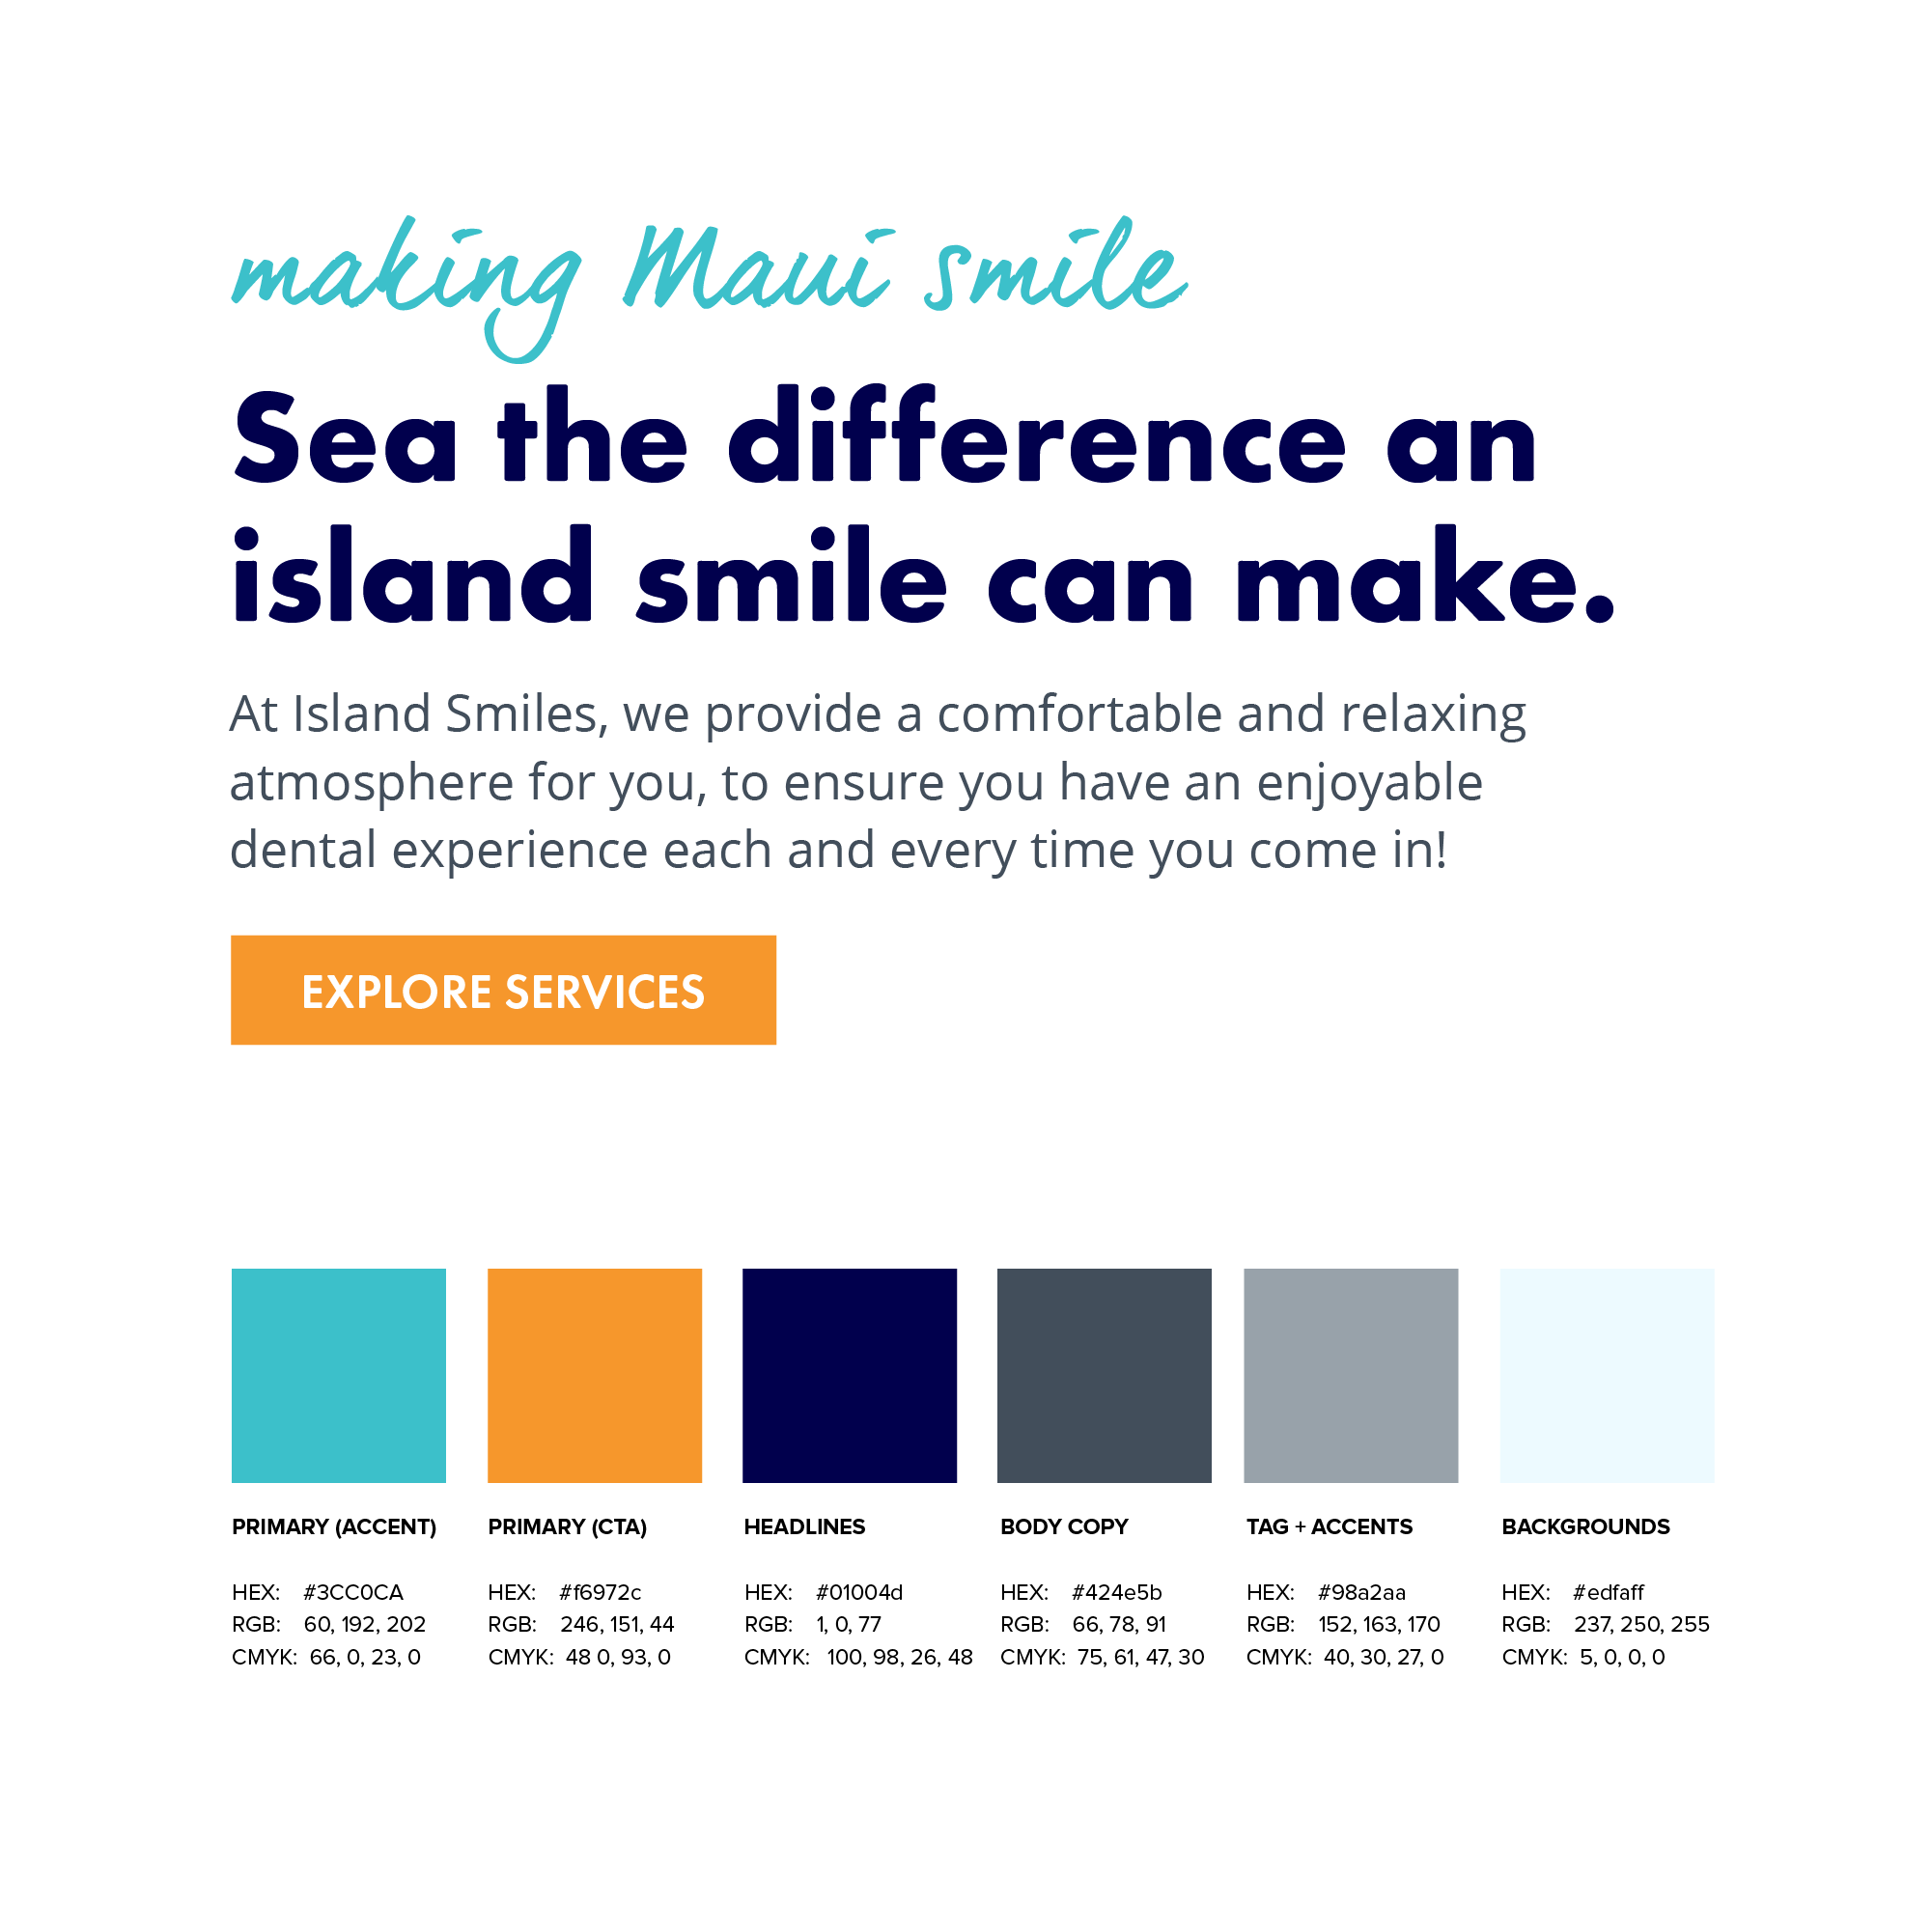 making Maui smile
Sea the difference an
island smile can make.
At Island Smiles, we provide a comfortable and relaxing
atmosphere for you, to ensure you have an enjoyable
dental experience each and every time you come in!
EXPLORE SERVICES
PRIMARY (ACCENT)
HEX: #3CC0CA
RGB: 60, 192, 202
CMYK: 66, 0, 23, 0
PRIMARY (CTA)
HEX: #f6972c
RGB: 246, 151, 44
CMYK: 48 0, 93, 0
HEADLINES
HEX: #01004d
RGB: 1, 0, 77
CMYK: 100, 98, 26, 48
BODY COPY
HEX: #424e5b
RGB: 66, 78, 91
CMYK: 75, 61, 47, 30
TAG + ACCENTS
HEX: #98a2aa
RGB: 152, 163, 170
CMYK: 40, 30, 27, 0
BACKGROUNDS
HEX: #edfaff
RGB: 237, 250, 255
CMYK: 5, 0, 0, 0